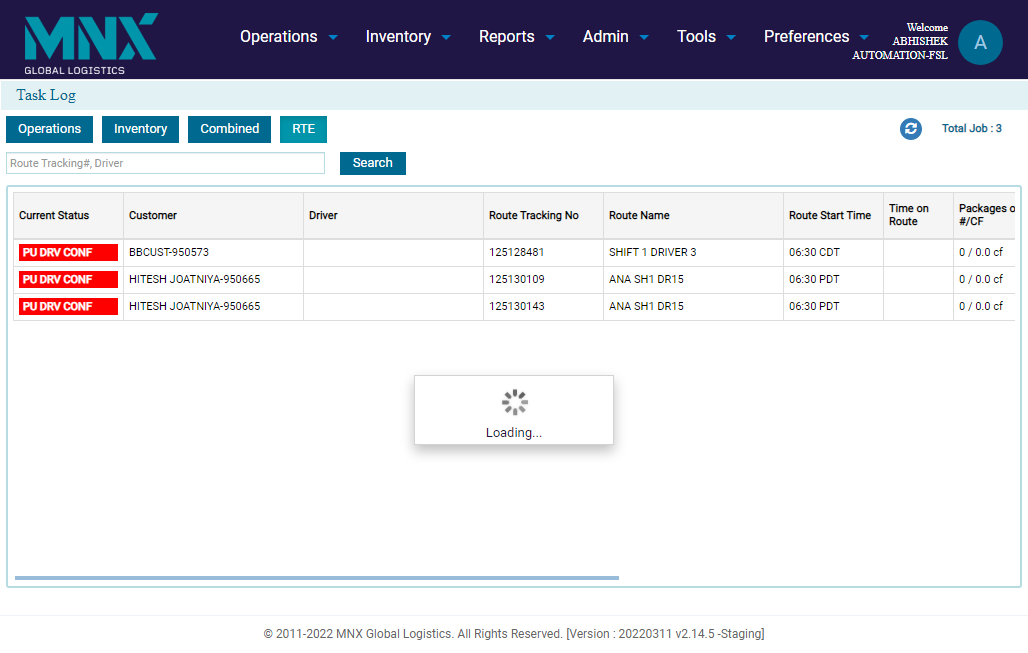 MNX
GLOBAL LOGISTICS
Operations Inventory Reports Admin Tools Preferences
Welcome
ABHISHEK
AUTOMATION-FSL
A
Task Log
Operations Inventory Combined RTE
Total Job : 3
Route Tracking#, Driver
Search
Current Status Customer Driver Route Tracking No Route Name Route Start Time Time on Route Packages o #/CF
PU DRV CONF BBCUST-950573 125128481 SHIFT 1 DRIVER 3 06:30 CDT 0 / 0.0 cf
PU DRV CONF HITESH JOATNIYA-950665 125130109 ANA SH1 DR15 06:30 PDT 0 / 0.0 cf
PU DRV CONF HITESH JOATNIYA-950665 125130143 ANA SH1 DR15 06:30 PDT 0 / 0.0 cf
Loading...
© 2011-2022 MNX Global Logistics. All Rights Reserved. [Version : 20220311 v2.14.5 -Staging]